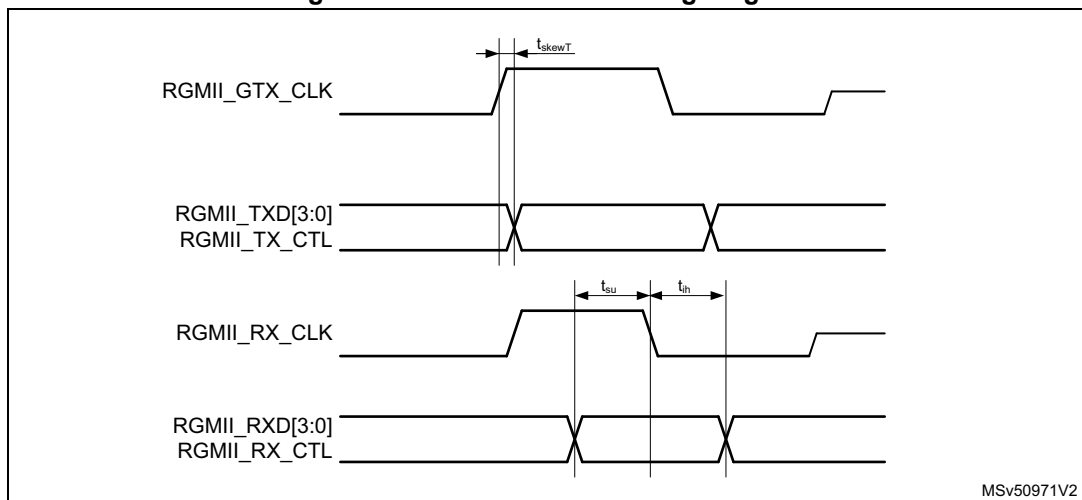 t_skewT
RGMII_GTX_CLK
RGMII_TXD[3:0]
RGMII_TX_CTL
t_su
t_ih
RGMII_RX_CLK
RGMII_RXD[3:0]
RGMII_RX_CTL
MSv50971V2